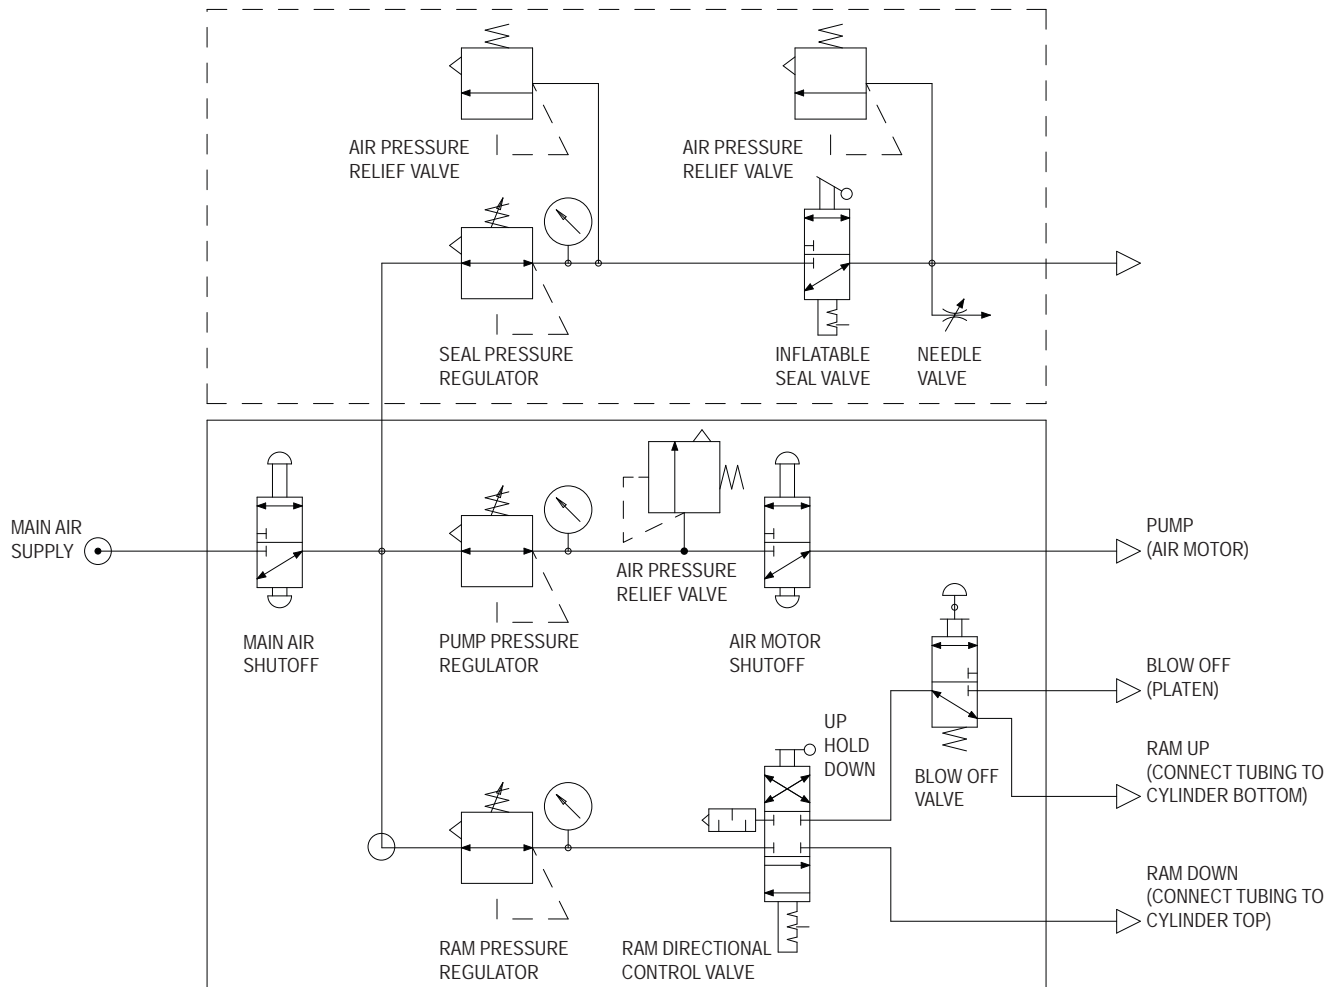 AIR PRESSURE
RELIEF VALVE
AIR PRESSURE
RELIEF VALVE
SEAL PRESSURE
REGULATOR
INFLATABLE
SEAL VALVE
NEEDLE
VALVE
MAIN AIR
SUPPLY
MAIN AIR
SHUTOFF
PUMP PRESSURE
REGULATOR
AIR PRESSURE
RELIEF VALVE
AIR MOTOR
SHUTOFF
PUMP
(AIR MOTOR)
BLOW OFF
(PLATEN)
UP
HOLD
DOWN
BLOW OFF
VALVE
RAM UP
(CONNECT TUBING TO
CYLINDER BOTTOM)
RAM DOWN
(CONNECT TUBING TO
CYLINDER TOP)
RAM PRESSURE
REGULATOR
RAM DIRECTIONAL
CONTROL VALVE